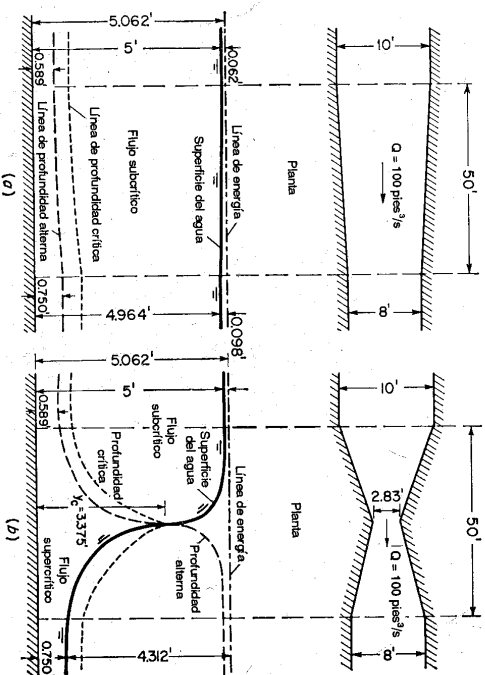 10'
50'
Q = 100 pies³/s
8'
Planta
0.062'
Línea de energía
0.098'
Superficie del agua
5.062'
5'
Flujo subcrítico
4.964'
Línea de profundidad crítica
Línea de profundidad alterna
0.589'
0.750'
(a)
10'
50'
2.83'
Q = 100 pies³/s
8'
Planta
Línea de energía
Superficie
del agua
5.062'
5'
Flujo
subcrítico
Profundidad
alterna
Profundidad
crítica
yc=3.375'
4.312'
0.589'
Flujo
supercrítico
0.750
(b)